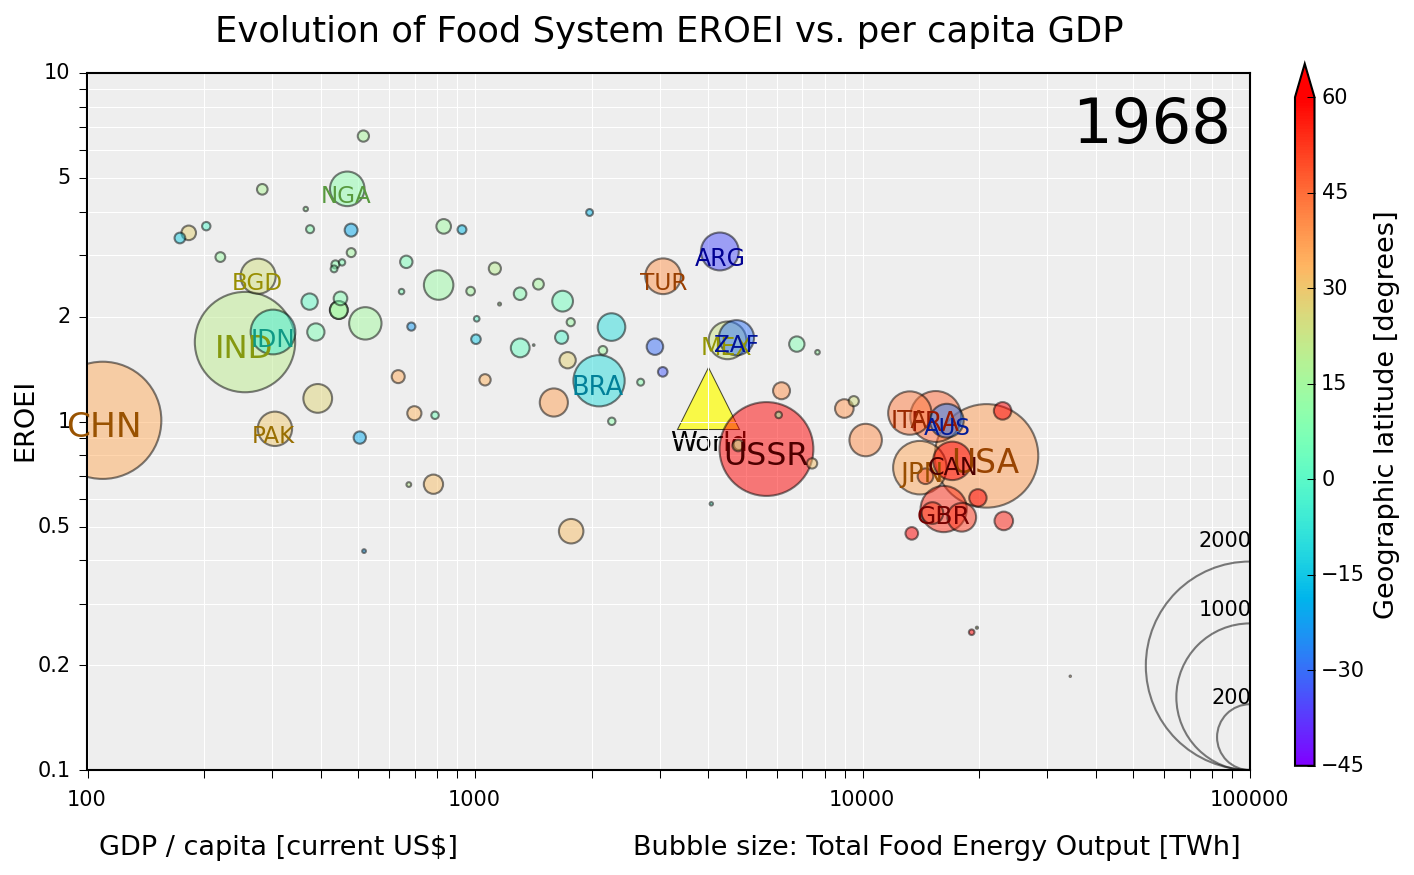 Evolution of Food System EROEI vs. per capita GDP
1968
10
5
2
1
0.5
0.2
0.1
EROEI
NGA
BGD
IND
IDN
CHN
PAK
TUR
ARG
MEX
ZAF
BRA
World
USSR
ITA
FRA
AUS
JPN
CAN
USA
GBR
2000
1000
200
100
1000
10000
100000
GDP / capita [current US$]
Bubble size: Total Food Energy Output [TWh]
60
45
30
15
0
−15
−30
−45
Geographic latitude [degrees]